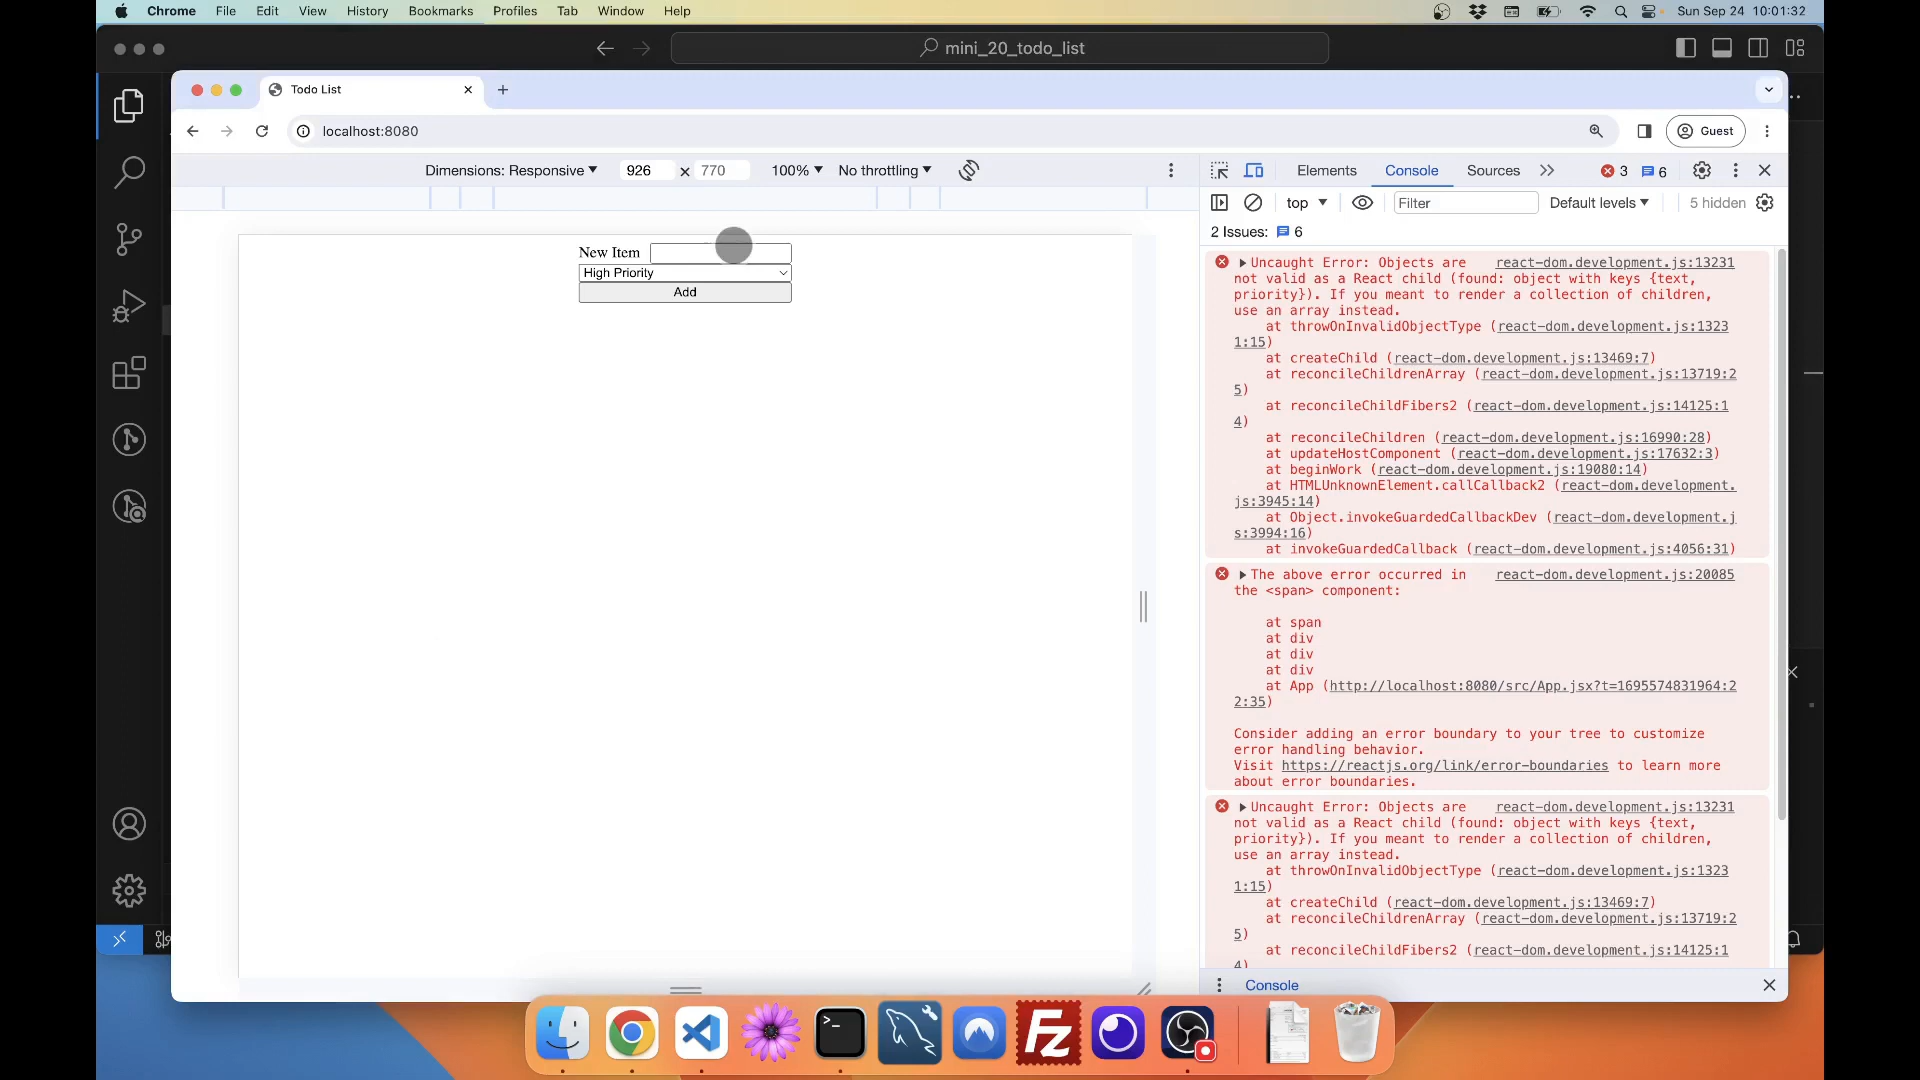 Chrome File Edit View History Bookmarks Profiles Tab Window Help
Sun Sep 24 10:01:32
mini_20_todo_list
Todo List
localhost:8080
Guest
Dimensions: Responsive 926 × 770 100% No throttling
Elements Console Sources 3 6
top Filter Default levels 5 hidden
2 Issues: 6
New Item
High Priority
Add
Uncaught Error: Objects are react-dom.development.js:13231
not valid as a React child (found: object with keys {text,
priority}). If you meant to render a collection of children,
use an array instead.
at throwOnInvalidObjectType (react-dom.development.js:1323
1:15)
at createChild (react-dom.development.js:13469:7)
at reconcileChildrenArray (react-dom.development.js:13719:2
5)
at reconcileChildFibers2 (react-dom.development.js:14125:1
4)
at reconcileChildren (react-dom.development.js:16990:28)
at updateHostComponent (react-dom.development.js:17632:3)
at beginWork (react-dom.development.js:19080:14)
at HTMLUnknownElement.callCallback2 (react-dom.development.
js:3945:14)
at Object.invokeGuardedCallbackDev (react-dom.development.j
s:3994:16)
at invokeGuardedCallback (react-dom.development.js:4056:31)
The above error occurred in react-dom.development.js:20085
the <span> component:
at span
at div
at div
at div
at App (http://localhost:8080/src/App.jsx?t=1695574831964:2
2:35)
Consider adding an error boundary to your tree to customize
error handling behavior.
Visit https://reactjs.org/link/error-boundaries to learn more
about error boundaries.
Uncaught Error: Objects are react-dom.development.js:13231
not valid as a React child (found: object with keys {text,
priority}). If you meant to render a collection of children,
use an array instead.
at throwOnInvalidObjectType (react-dom.development.js:1323
1:15)
at createChild (react-dom.development.js:13469:7)
at reconcileChildrenArray (react-dom.development.js:13719:2
5)
at reconcileChildFibers2 (react-dom.development.js:14125:1
4)
Console
Fz